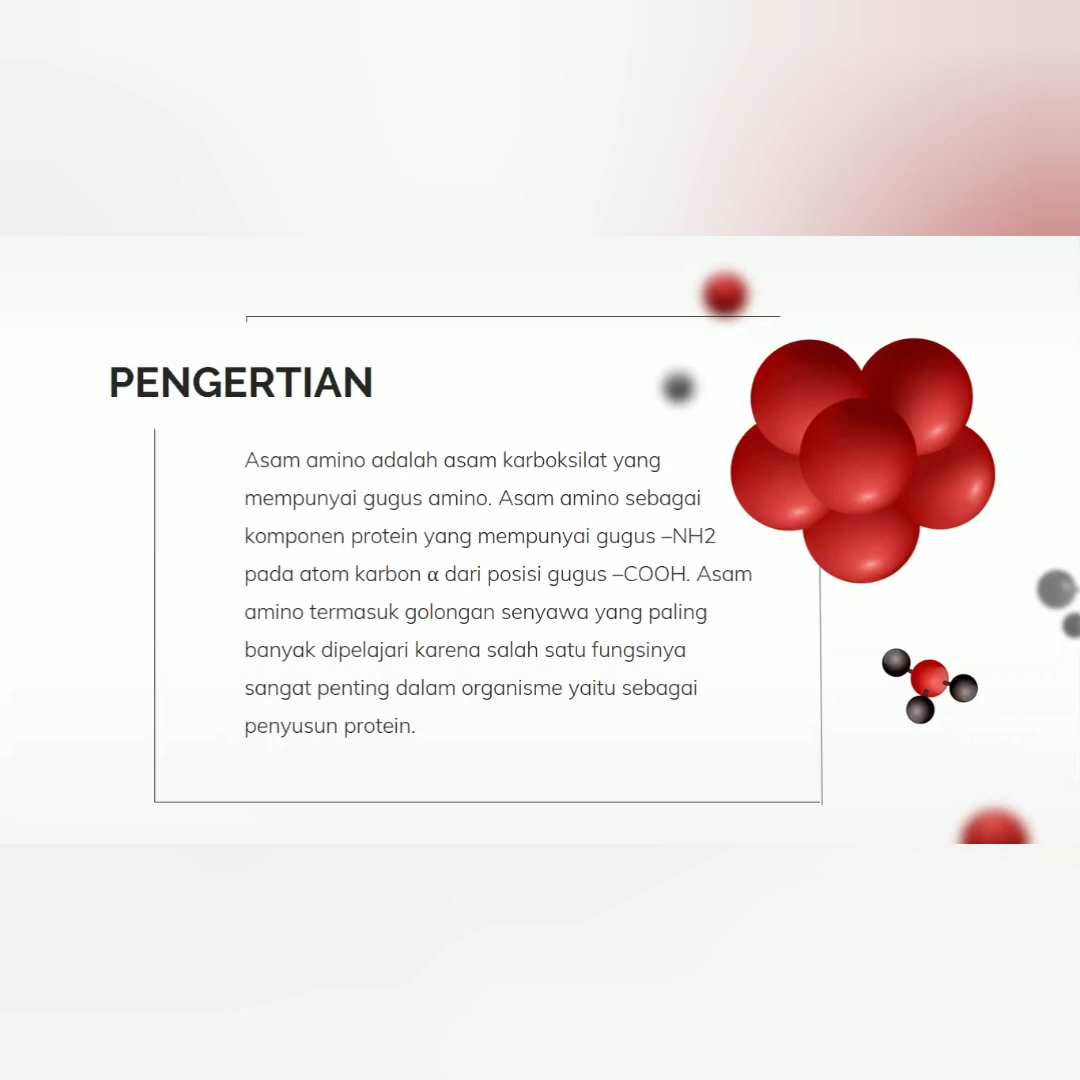 PENGERTIAN
Asam amino adalah asam karboksilat yang
mempunyai gugus amino. Asam amino sebagai
komponen protein yang mempunyai gugus –NH2
pada atom karbon α dari posisi gugus –COOH. Asam
amino termasuk golongan senyawa yang paling
banyak dipelajari karena salah satu fungsinya
sangat penting dalam organisme yaitu sebagai
penyusun protein.